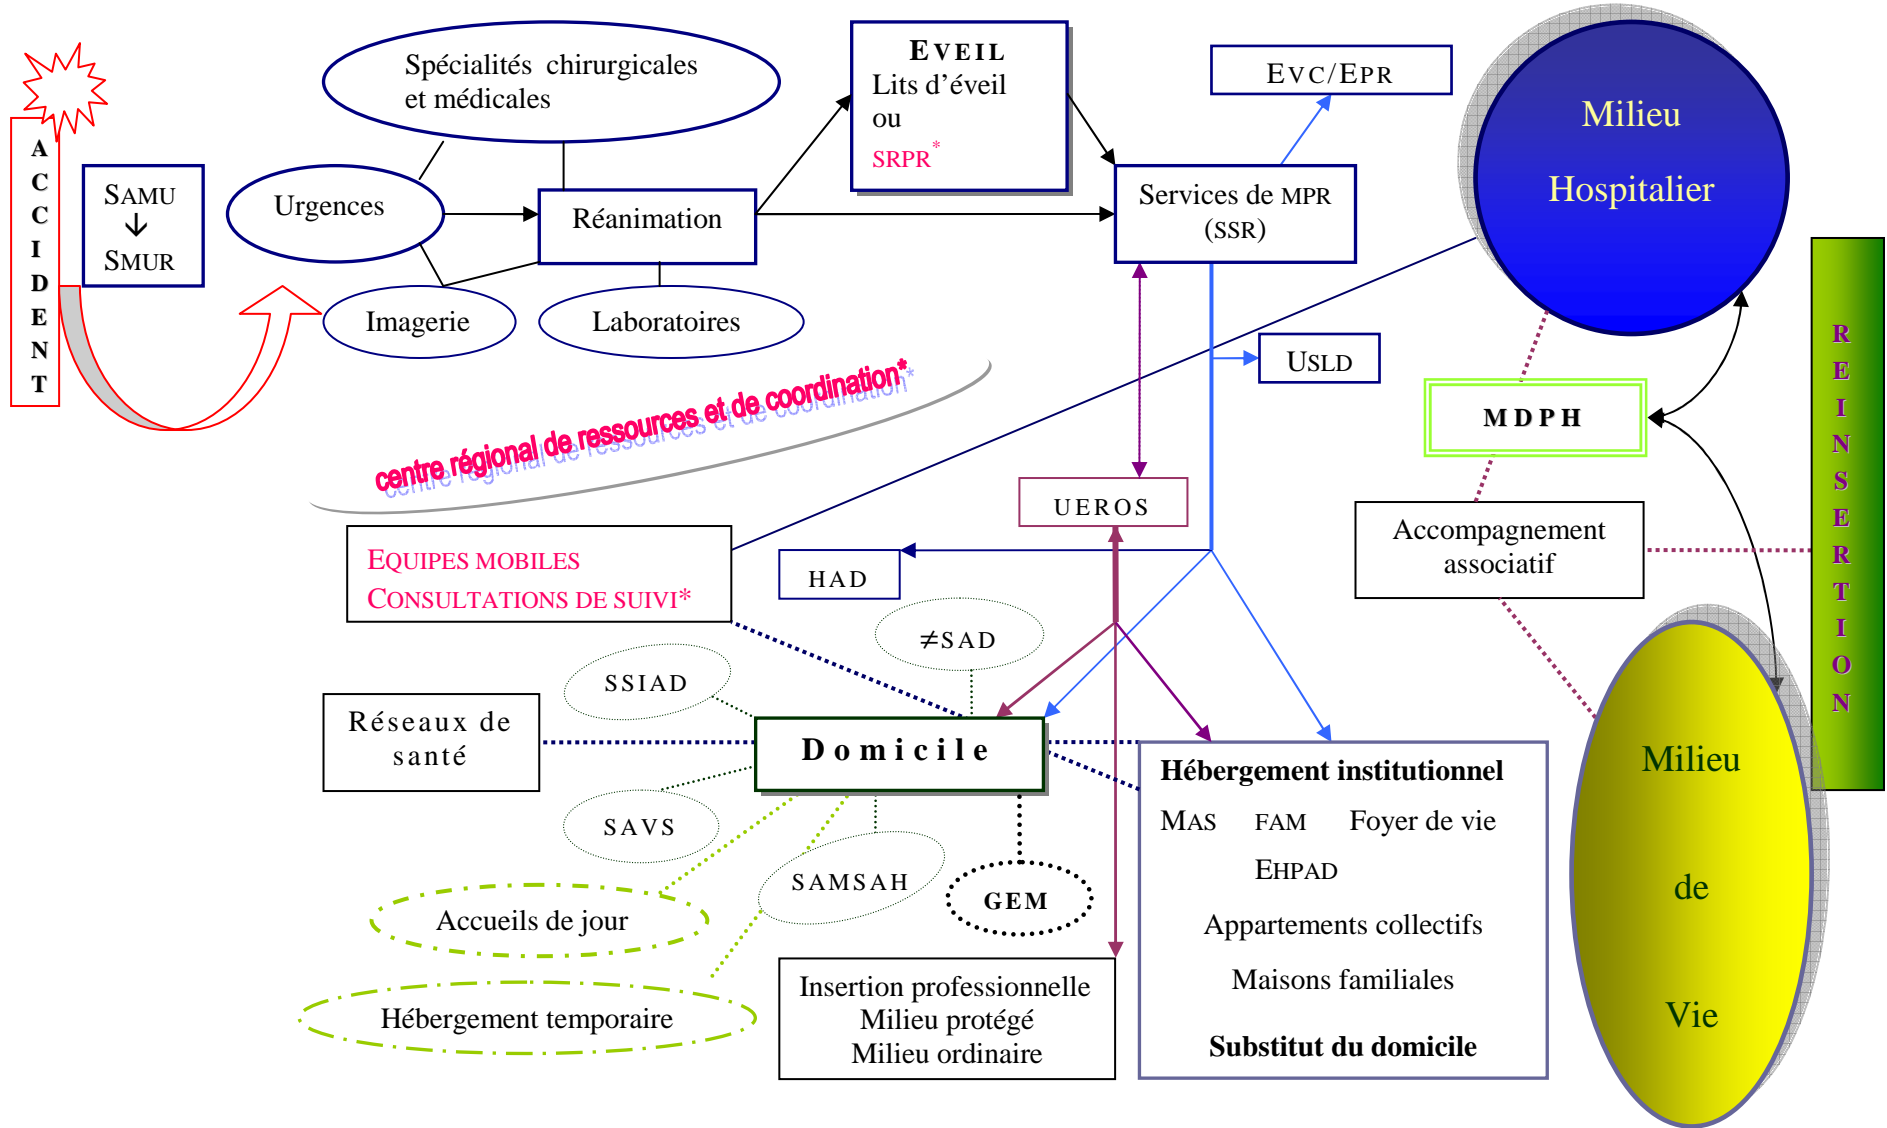 ACCIDENT
SAMU
↓
SMUR
Spécialités chirurgicales
et médicales
Urgences
Réanimation
Imagerie
Laboratoires
EVEIL
Lits d'éveil
ou
SRPR*
EVC/EPR
Services de MPR
(SSR)
USLD
Milieu
Hospitalier
MDPH
REINSERTION
centre régional de ressources et de coordination*
EQUIPES MOBILES
CONSULTATIONS DE SUIVI*
UEROS
HAD
Accompagnement
associatif
≠SAD
SSIAD
Réseaux de
santé
Domicile
SAVS
SAMSAH
GEM
Accueils de jour
Hébergement temporaire
Insertion professionnelle
Milieu protégé
Milieu ordinaire
Hébergement institutionnel
MAS FAM Foyer de vie
EHPAD
Appartements collectifs
Maisons familiales
Substitut du domicile
Milieu
de
Vie